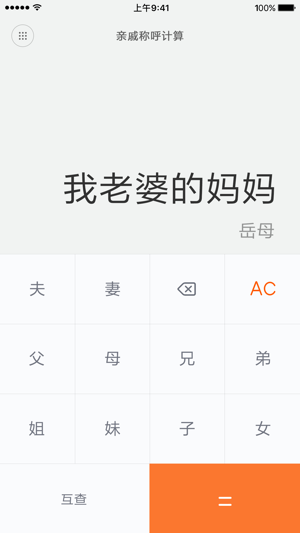 上午9:41
100%
亲戚称呼计算
我老婆的妈妈
岳母
夫 妻 AC
父 母 兄 弟
姐 妹 子 女
互查 =